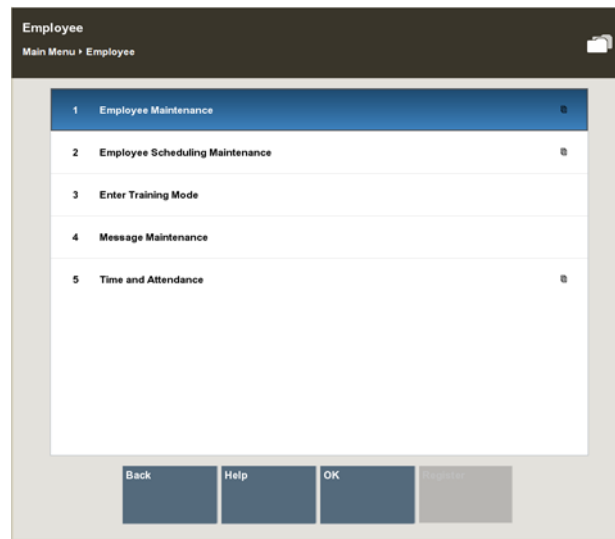 Employee
Main Menu › Employee
1 Employee Maintenance
2 Employee Scheduling Maintenance
3 Enter Training Mode
4 Message Maintenance
5 Time and Attendance
Back Help OK Register